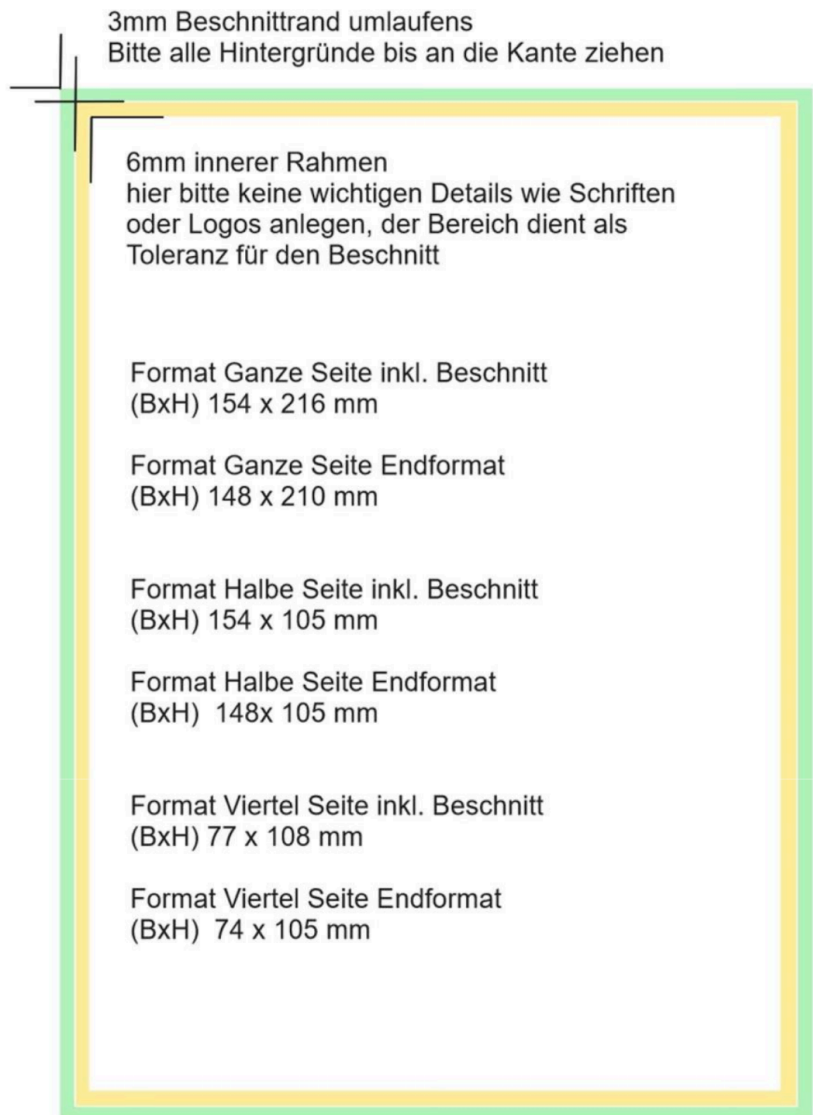 3mm Beschnittrand umlaufens
Bitte alle Hintergründe bis an die Kante ziehen
6mm innerer Rahmen
hier bitte keine wichtigen Details wie Schriften
oder Logos anlegen, der Bereich dient als
Toleranz für den Beschnitt
Format Ganze Seite inkl. Beschnitt
(BxH) 154 x 216 mm
Format Ganze Seite Endformat
(BxH) 148 x 210 mm
Format Halbe Seite inkl. Beschnitt
(BxH) 154 x 105 mm
Format Halbe Seite Endformat
(BxH)  148x 105 mm
Format Viertel Seite inkl. Beschnitt
(BxH) 77 x 108 mm
Format Viertel Seite Endformat
(BxH)  74 x 105 mm